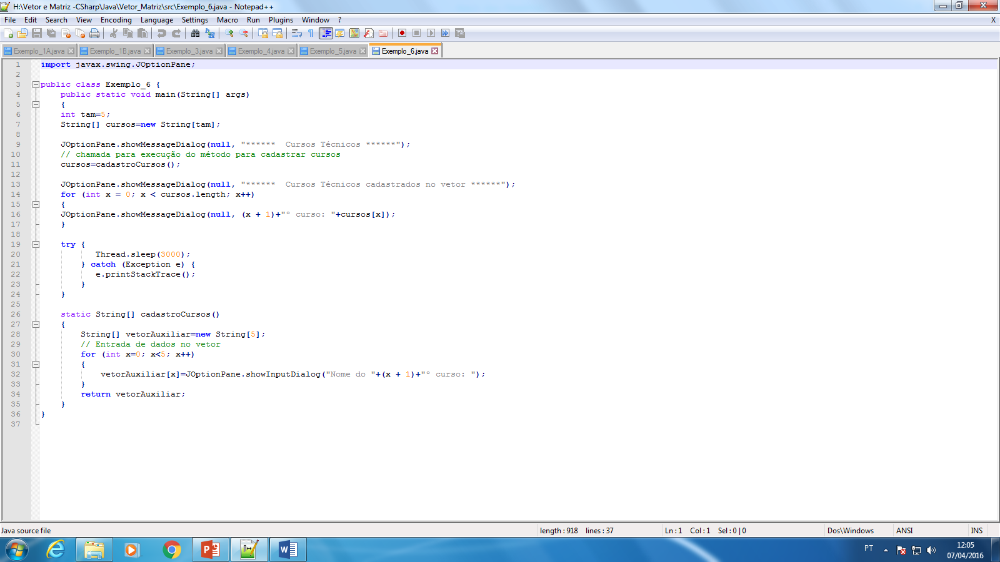 H:\Vetor e Matriz -CSharp\Java\Vetor_Matriz\src\Exemplo_6.java - Notepad++
File Edit Search View Encoding Language Settings Macro Run Plugins Window ? X
Exemplo_1A.java Exemplo_1B.java Exemplo_3.java Exemplo_4.java Exemplo_5.java Exemplo_6.java
1 import javax.swing.JOptionPane;
2
3 public class Exemplo_6 {
4 public static void main(String[] args)
5 {
6 int tam=5;
7 String[] cursos=new String[tam];
8
9 JOptionPane.showMessageDialog(null, "****** Cursos Técnicos ******");
10 // chamada para execução do método para cadastrar cursos
11 cursos=cadastroCursos();
12
13 JOptionPane.showMessageDialog(null, "****** Cursos Técnicos cadastrados no vetor ******");
14 for (int x = 0; x < cursos.length; x++)
15 {
16 JOptionPane.showMessageDialog(null, (x + 1)+"º curso: "+cursos[x]);
17 }
18
19 try {
20 Thread.sleep(3000);
21 } catch (Exception e) {
22 e.printStackTrace();
23 }
24 }
25
26 static String[] cadastroCursos()
27 {
28 String[] vetorAuxiliar=new String[5];
29 // Entrada de dados no vetor
30 for (int x=0; x<5; x++)
31 {
32 vetorAuxiliar[x]=JOptionPane.showInputDialog("Nome do "+(x + 1)+"º curso: ");
33 }
34 return vetorAuxiliar;
35 }
36 }
37
Java source file length : 918 lines : 37 Ln : 1 Col : 1 Sel : 0 | 0 Dos\Windows ANSI INS
PT 12:05
07/04/2016